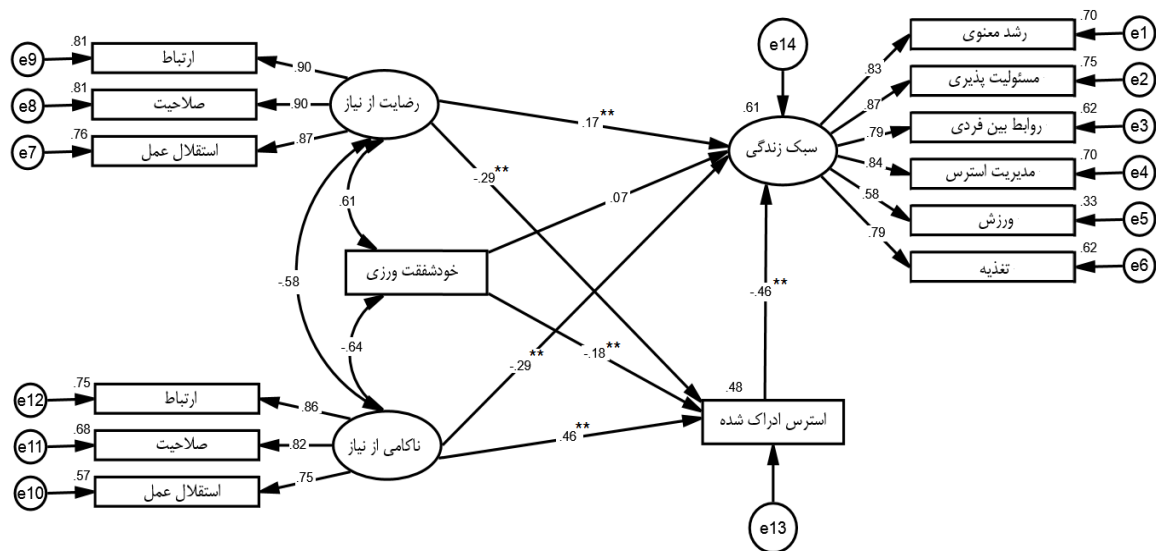 .81
e9
ارتباط
.90
.81
e8
صلاحیت
.90
.76
e7
استقلال عمل
.87
رضایت از نیاز
e14
.61
سبک زندگی
.83
رشد معنوی
.70
e1
.87
مسئولیت پذیری
.75
e2
.79
روابط بین فردی
.62
e3
.84
مدیریت استرس
.70
e4
.58
ورزش
.33
e5
.79
تغذیه
.62
e6
.17**
-.29**
.07
.61
خودشفقت ورزی
-.58
-.64
-.18**
-.29**
-.46**
.46**
.48
استرس ادراک شده
e13
.75
e12
ارتباط
.86
.68
e11
صلاحیت
.82
.57
e10
استقلال عمل
.75
ناکامی از نیاز